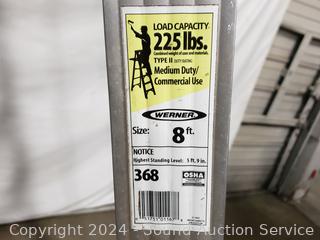 LOAD CAPACITY
225 lbs.
Combined weight of user and materials.
TYPE II DUTY RATING
Medium Duty/
Commercial Use
WERNER
Size: 8 ft.
NOTICE
Highest Standing Level: 5 ft. 9 in.
368
OSHA
Copyright 2024 - Sound Auction Service